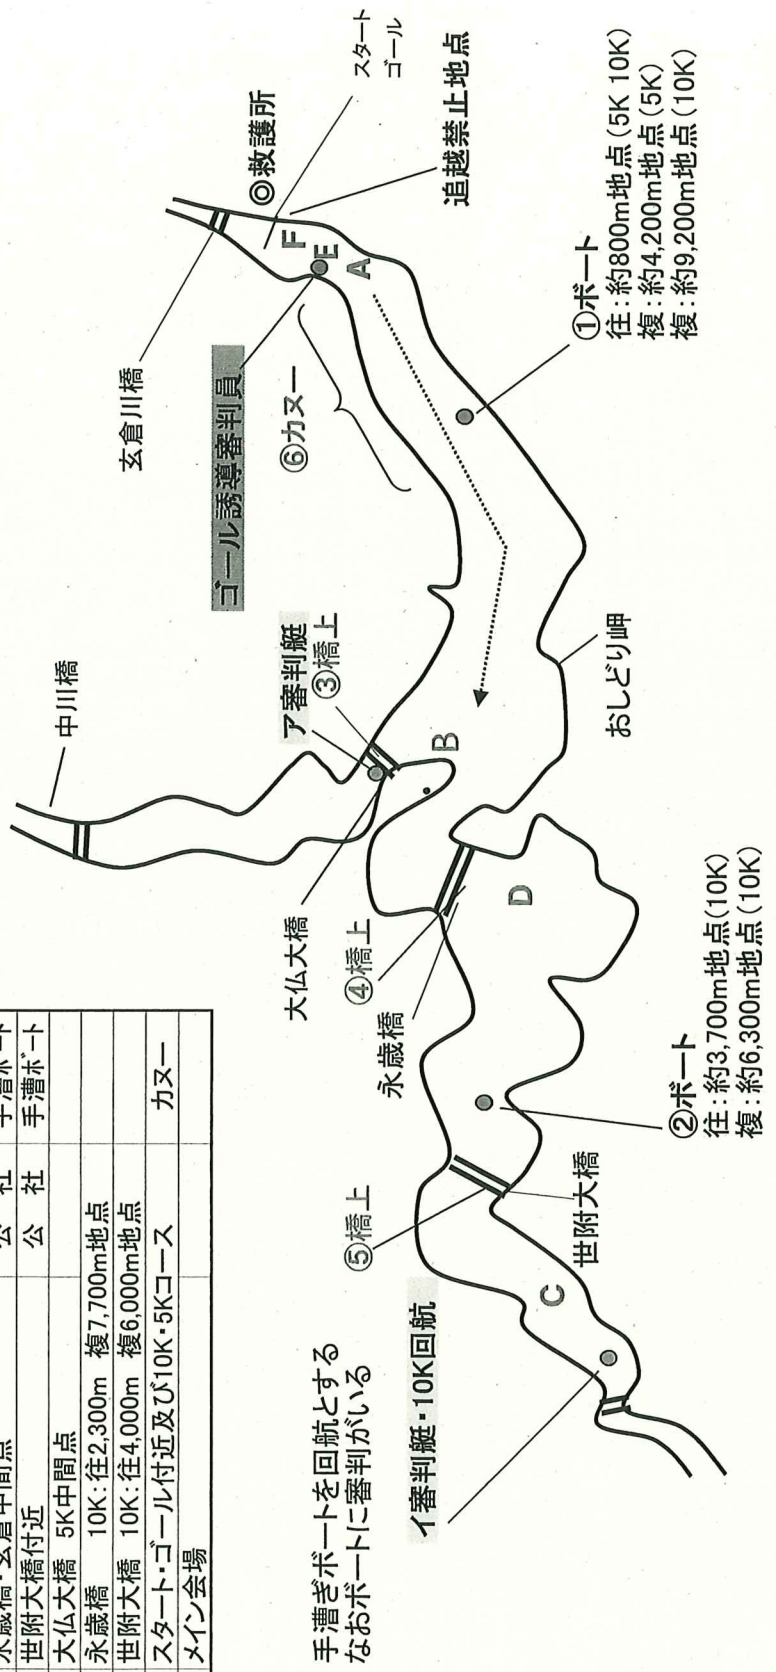 永歳橋・玄倉中間点 公 社 手漕ボート
世附大橋付近 公 社 手漕ボート
大仏大橋 5K中間点
永歳橋 10K:往2,300m 複7,700m地点
世附大橋 10K:往4,000m 複6,000m地点
スタート・ゴール付近及び10K・5Kコース カヌー
メイン会場
手漕ぎボートを回航とする
なおボートに審判がいる
イ審判艇・10K回航
⑤橋上
世附大橋
C
②ボート
往:約3,700m地点(10K)
複:約6,300m地点(10K)
永歳橋
④橋上
D
大仏大橋
中川橋
ア審判艇
③橋上
B
おしどり岬
ゴール誘導審判員
⑥カヌー
玄倉川橋
F
E
A
◎救護所
スタート
ゴール
追越禁止地点
①ボート
往:約800m地点(5K 10K)
複:約4,200m地点(5K)
複:約9,200m地点(10K)